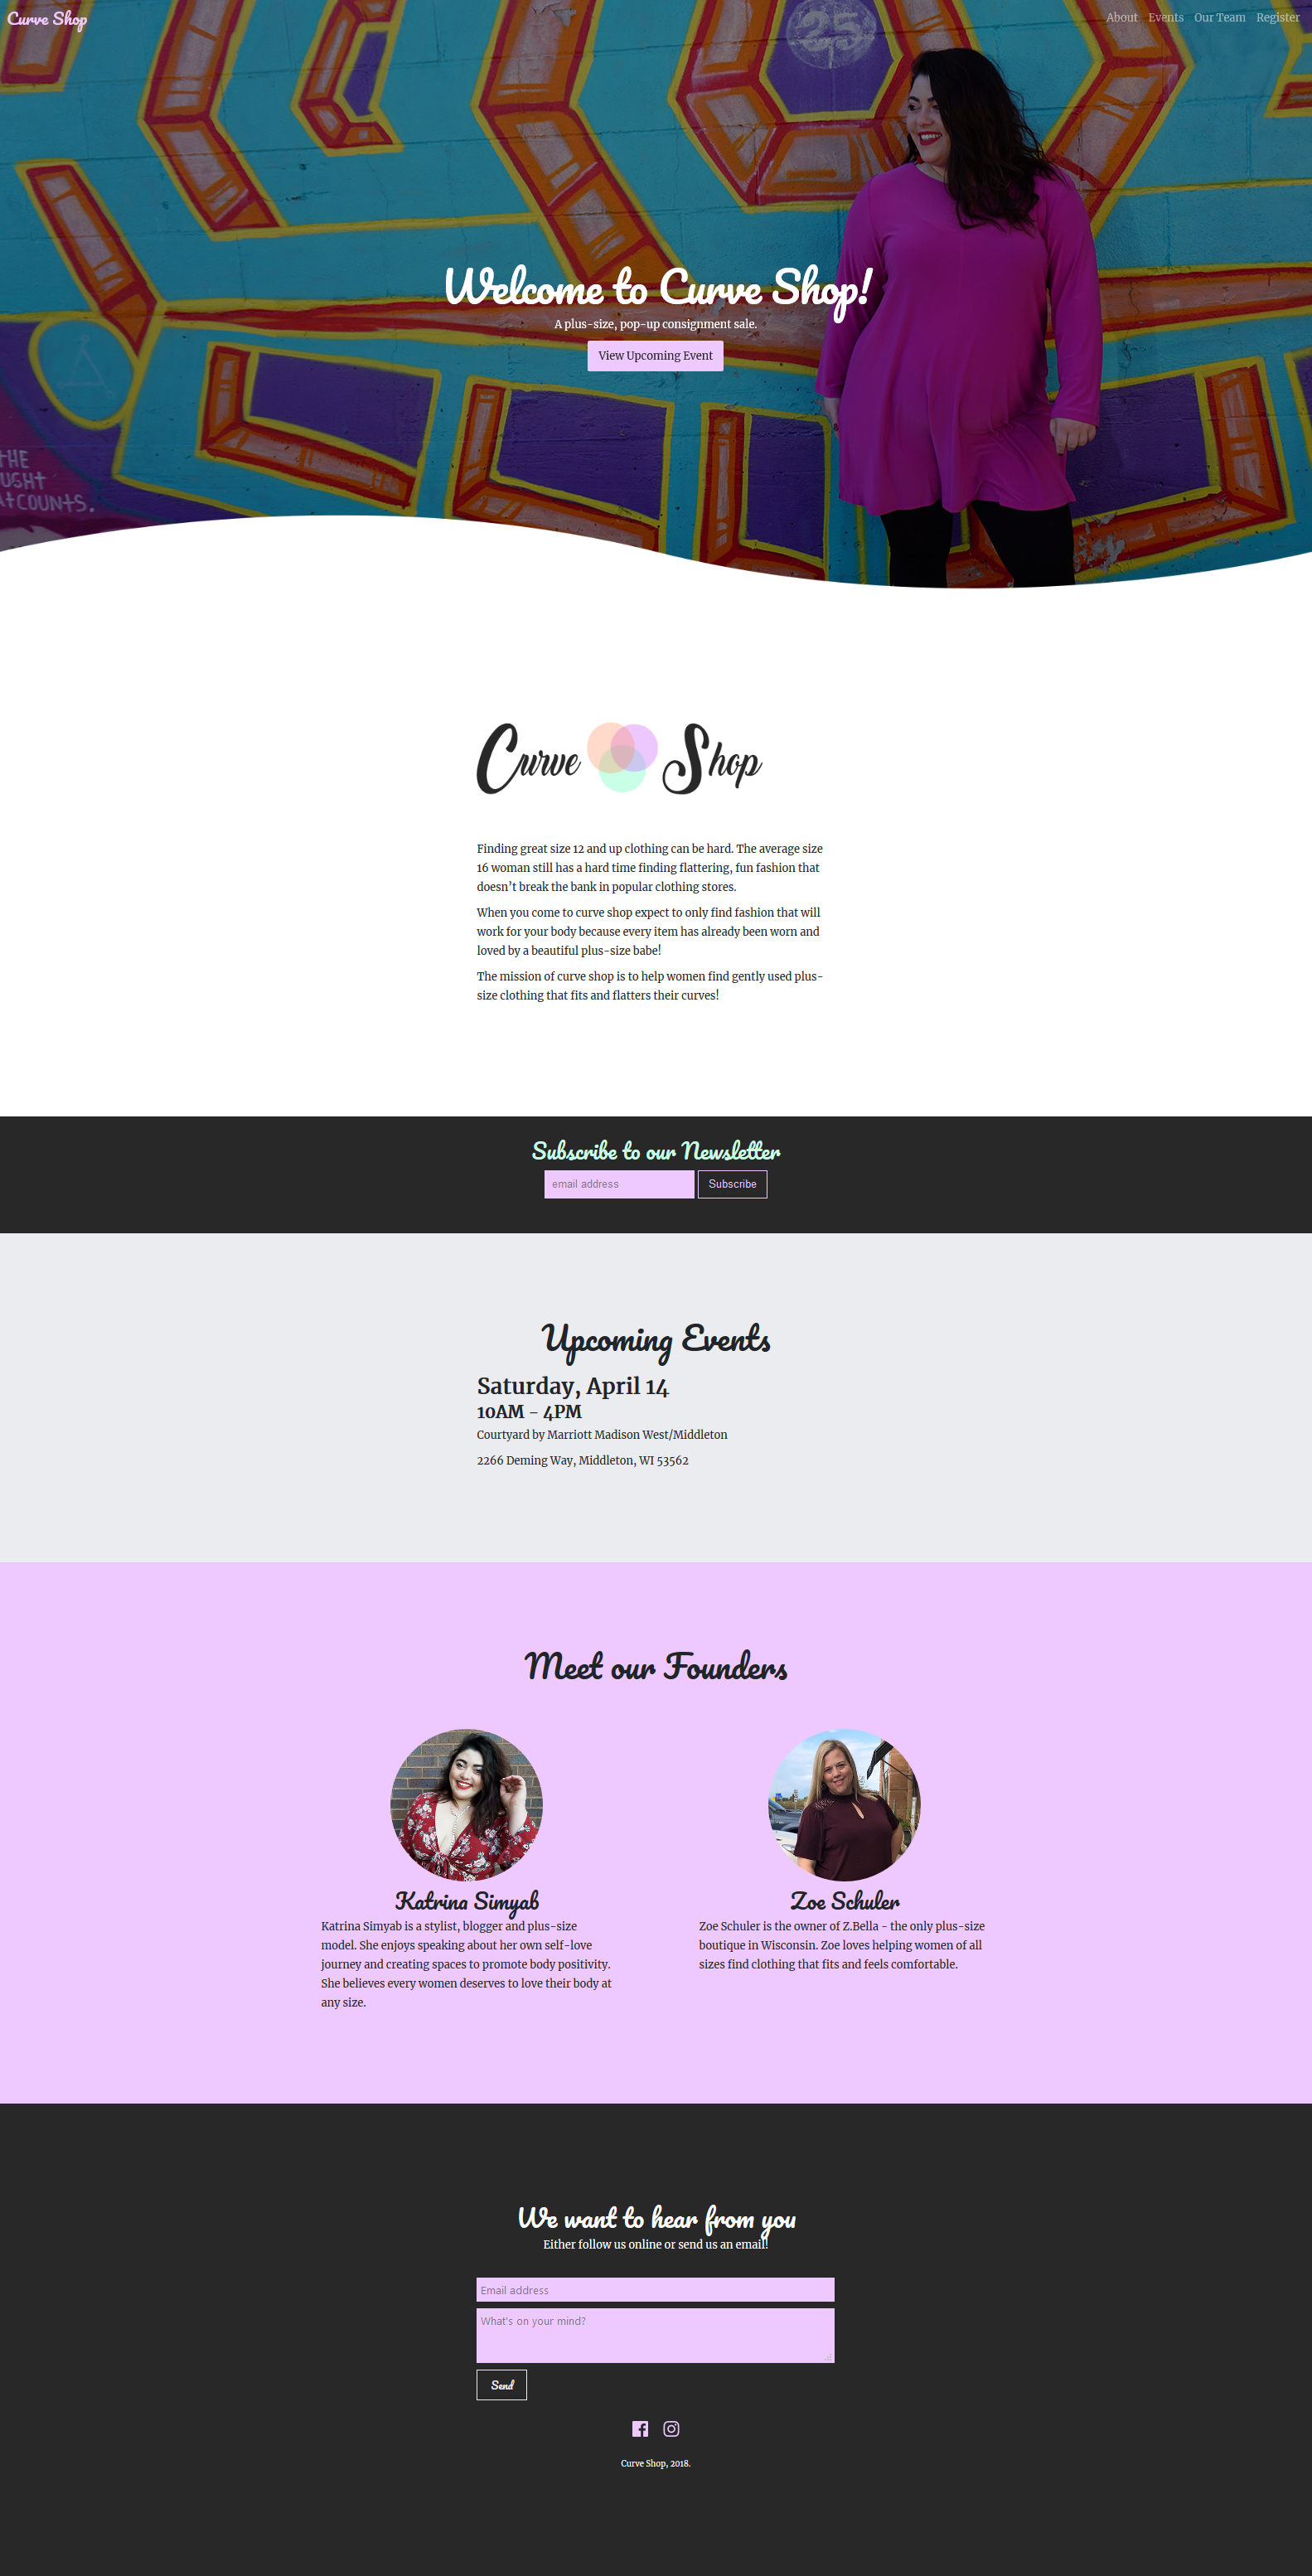 Curve Shop
About Events Our Team Register
25
Welcome to Curve Shop!
A plus-size, pop-up consignment sale.
View Upcoming Event
THE
UGHT
COUNTS.
Curve Shop
Finding great size 12 and up clothing can be hard. The average size
16 woman still has a hard time finding flattering, fun fashion that
doesn’t break the bank in popular clothing stores.
When you come to curve shop expect to only find fashion that will
work for your body because every item has already been worn and
loved by a beautiful plus-size babe!
The mission of curve shop is to help women find gently used plus-
size clothing that fits and flatters their curves!
Subscribe to our Newsletter
email address
Subscribe
Upcoming Events
Saturday, April 14
10AM – 4PM
Courtyard by Marriott Madison West/Middleton
2266 Deming Way, Middleton, WI 53562
Meet our Founders
Katrina Simyab
Katrina Simyab is a stylist, blogger and plus-size
model. She enjoys speaking about her own self-love
journey and creating spaces to promote body positivity.
She believes every women deserves to love their body at
any size.
Zoe Schuler
Zoe Schuler is the owner of Z.Bella - the only plus-size
boutique in Wisconsin. Zoe loves helping women of all
sizes find clothing that fits and feels comfortable.
We want to hear from you
Either follow us online or send us an email!
Email address
What's on your mind?
Send
Curve Shop, 2018.